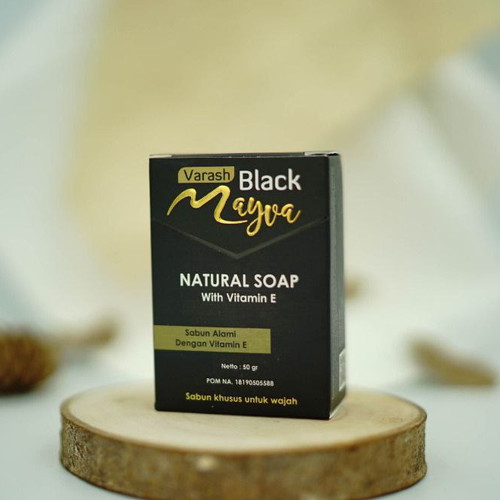 Varash Black
Mayva
NATURAL SOAP
With Vitamin E
Sabun Alami
Dengan Vitamin E
Netto : 50 gr
POM NA. 18190505588
Sabun khusus untuk wajah